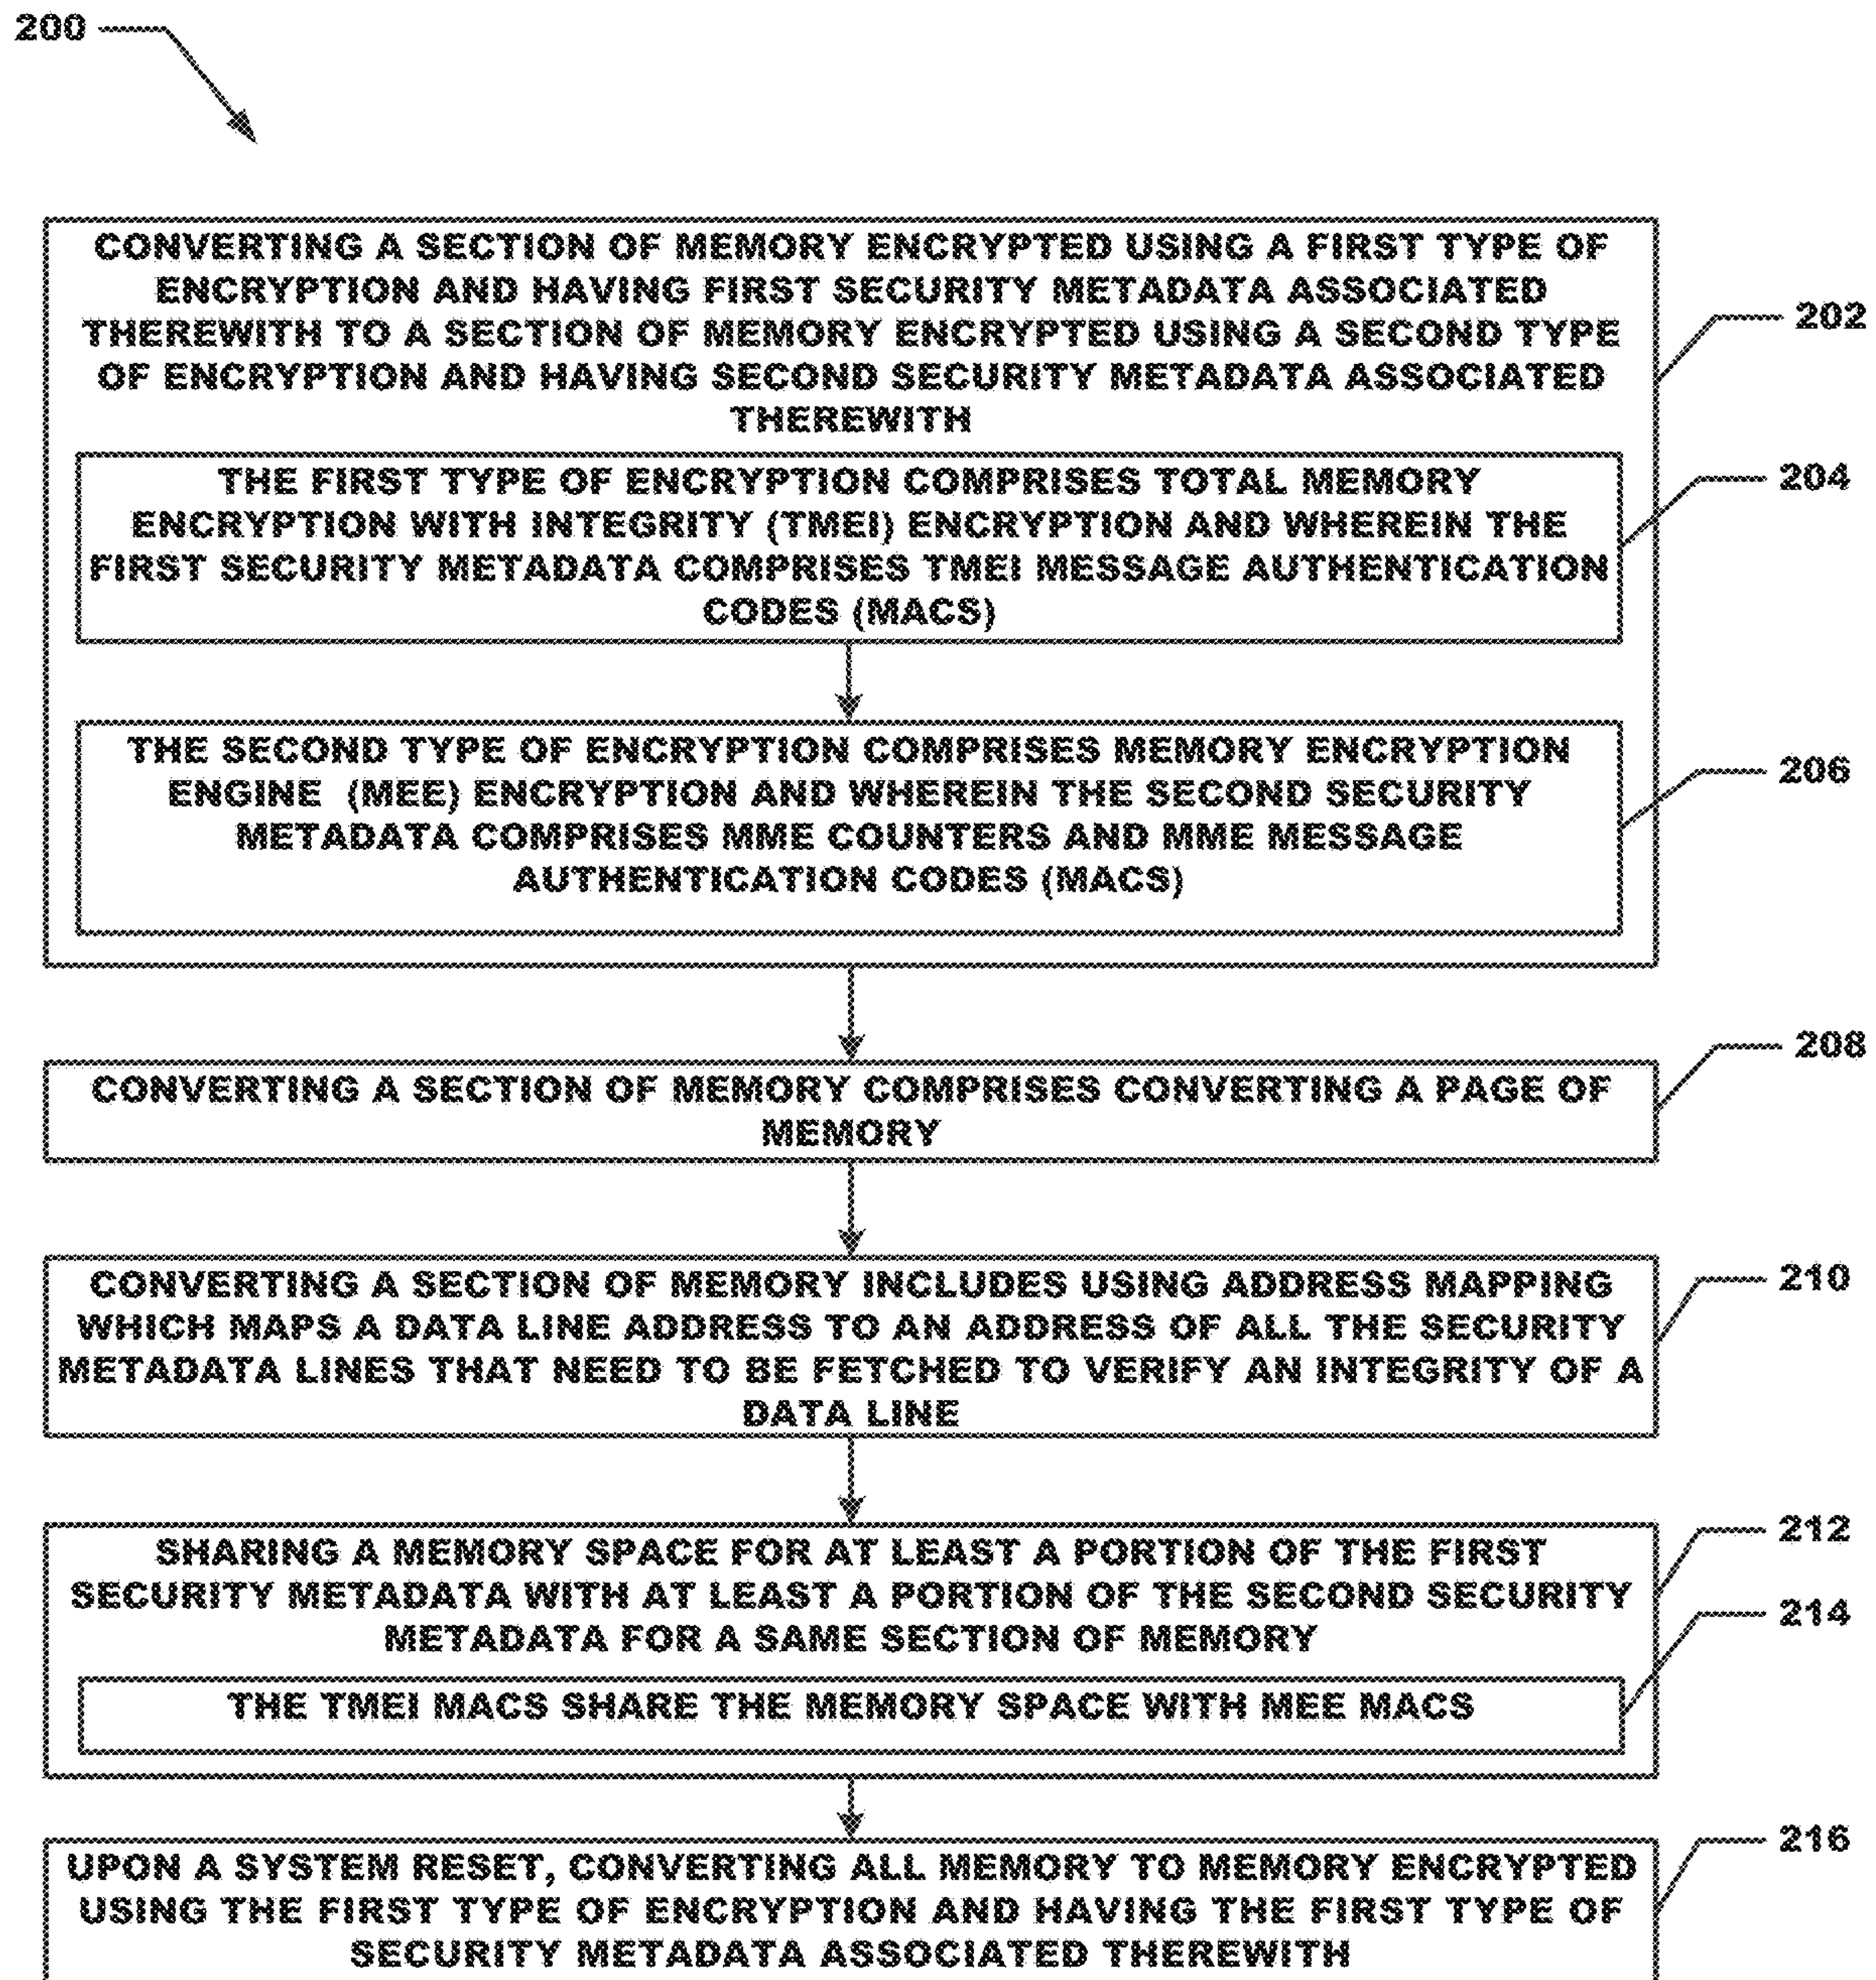 200
CONVERTING A SECTION OF MEMORY ENCRYPTED USING A FIRST TYPE OF
ENCRYPTION AND HAVING FIRST SECURITY METADATA ASSOCIATED
THEREWITH TO A SECTION OF MEMORY ENCRYPTED USING A SECOND TYPE
OF ENCRYPTION AND HAVING SECOND SECURITY METADATA ASSOCIATED
THEREWITH
202
THE FIRST TYPE OF ENCRYPTION COMPRISES TOTAL MEMORY
ENCRYPTION WITH INTEGRITY (TMEI) ENCRYPTION AND WHEREIN THE
FIRST SECURITY METADATA COMPRISES TMEI MESSAGE AUTHENTICATION
CODES (MACS)
204
THE SECOND TYPE OF ENCRYPTION COMPRISES MEMORY ENCRYPTION
ENGINE (MEE) ENCRYPTION AND WHEREIN THE SECOND SECURITY
METADATA COMPRISES MME COUNTERS AND MME MESSAGE
AUTHENTICATION CODES (MACS)
206
CONVERTING A SECTION OF MEMORY COMPRISES CONVERTING A PAGE OF
MEMORY
208
CONVERTING A SECTION OF MEMORY INCLUDES USING ADDRESS MAPPING
WHICH MAPS A DATA LINE ADDRESS TO AN ADDRESS OF ALL THE SECURITY
METADATA LINES THAT NEED TO BE FETCHED TO VERIFY AN INTEGRITY OF A
DATA LINE
210
SHARING A MEMORY SPACE FOR AT LEAST A PORTION OF THE FIRST
SECURITY METADATA WITH AT LEAST A PORTION OF THE SECOND SECURITY
METADATA FOR A SAME SECTION OF MEMORY
212
THE TMEI MACS SHARE THE MEMORY SPACE WITH MEE MACS
214
UPON A SYSTEM RESET, CONVERTING ALL MEMORY TO MEMORY ENCRYPTED
USING THE FIRST TYPE OF ENCRYPTION AND HAVING THE FIRST TYPE OF
SECURITY METADATA ASSOCIATED THEREWITH
216